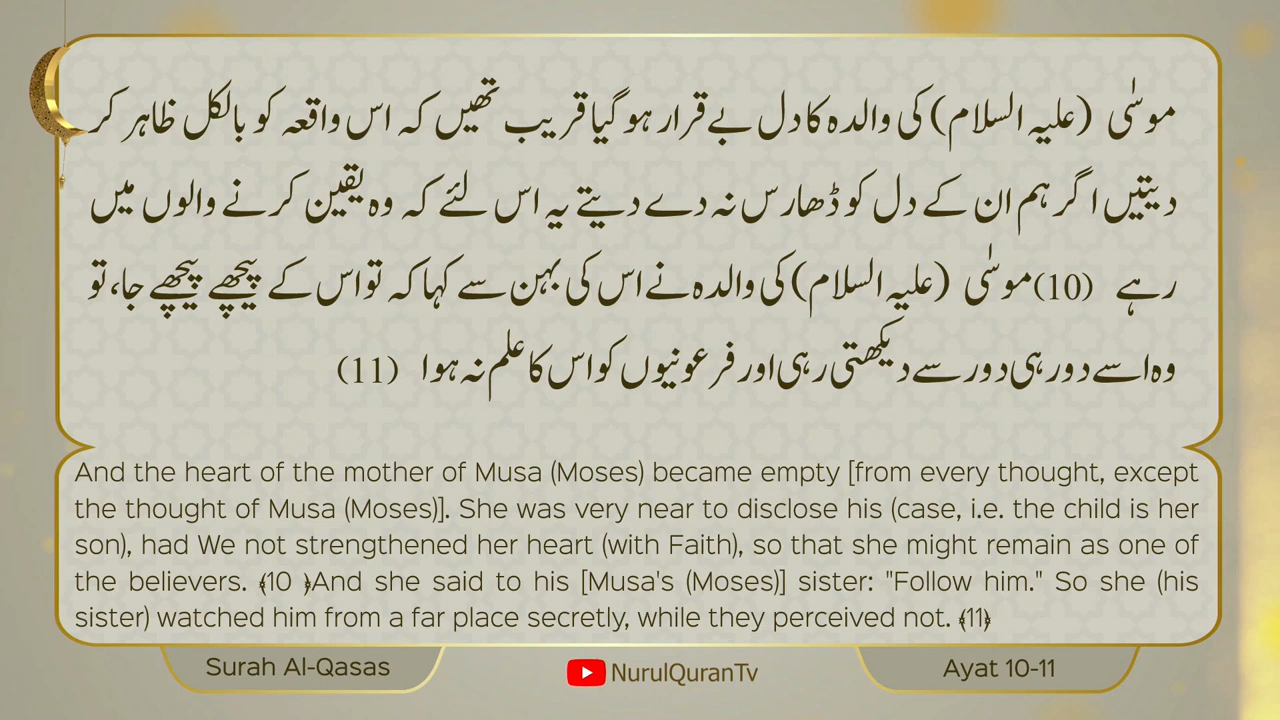 موسٰی (علیہ السلام) کی والدہ کا دل بے قرار ہو گیا قریب تھیں کہ اس واقعہ کو بالکل ظاہر کر
دیتیں اگر ہم ان کے دل کو ڈھارس نہ دے دیتے یہ اس لئے کہ وہ یقین کرنے والوں میں
رہے (10) موسٰی (علیہ السلام) کی والدہ نے اس کی بہن سے کہا کہ تو اس کے پیچھے پیچھے جا، تو
وہ اسے دور ہی دور سے دیکھتی رہی اور فرعونیوں کو اس کا علم نہ ہوا (11)
And the heart of the mother of Musa (Moses) became empty [from every thought, except
the thought of Musa (Moses)]. She was very near to disclose his (case, i.e. the child is her
son), had We not strengthened her heart (with Faith), so that she might remain as one of
the believers. ﴾10 ﴿And she said to his [Musa's (Moses)] sister: "Follow him." So she (his
sister) watched him from a far place secretly, while they perceived not. ﴾11﴿
Surah Al-Qasas
NurulQuranTv
Ayat 10-11